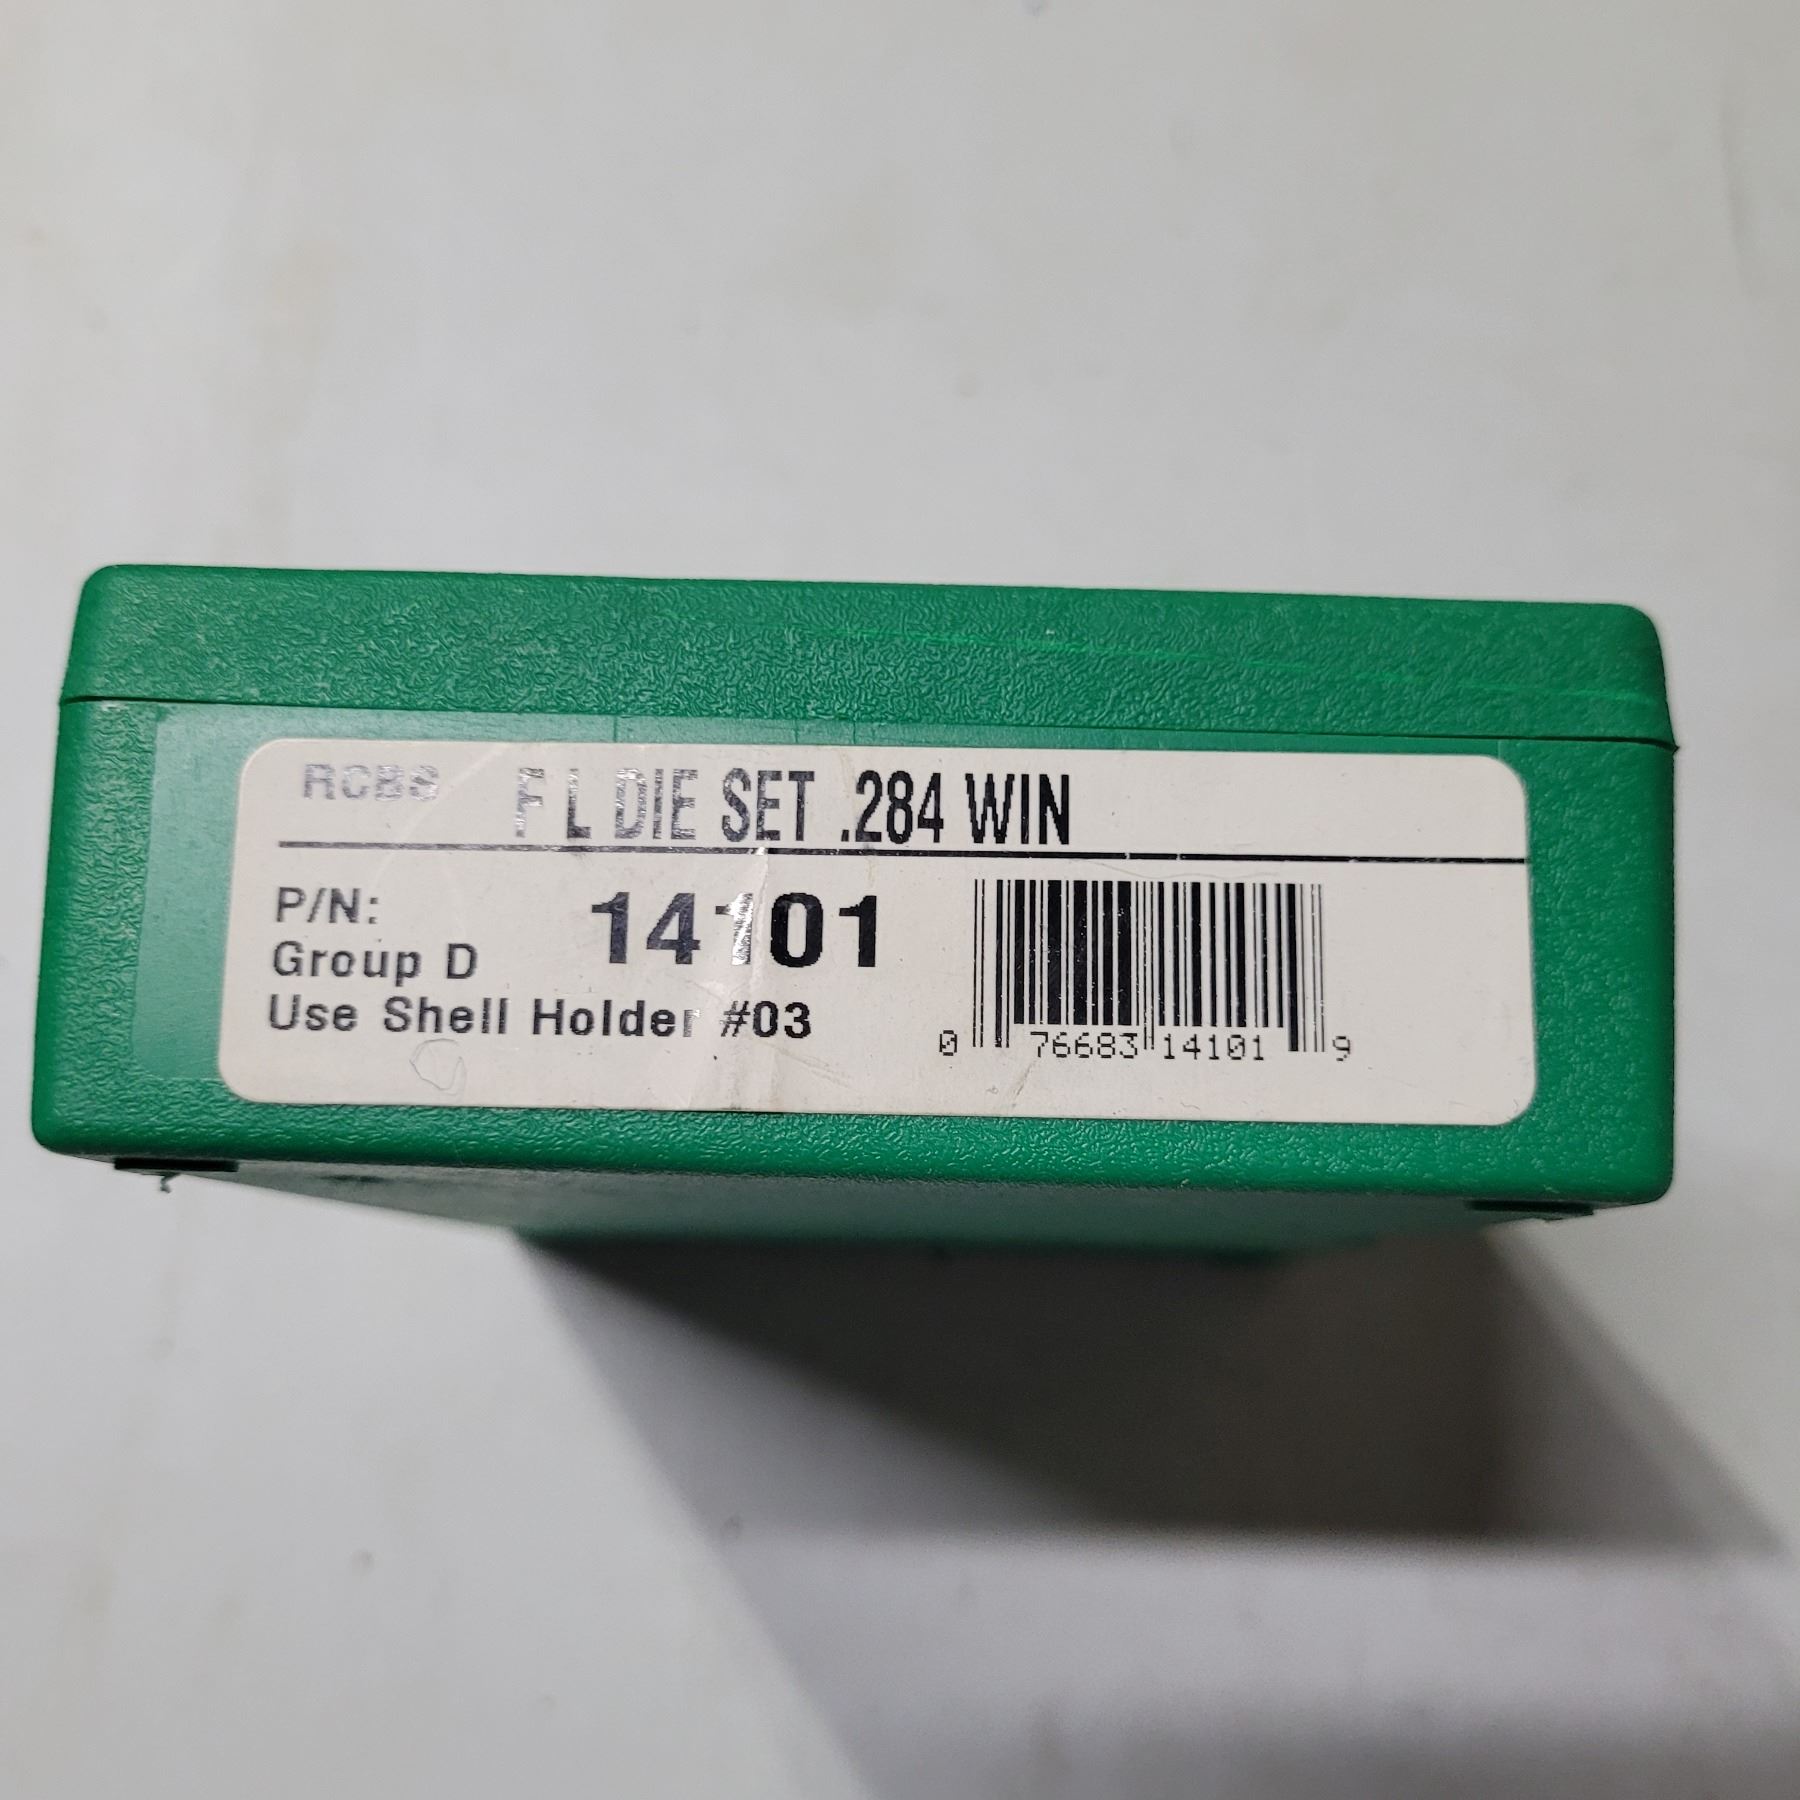 RCBS F L DIE SET .284 WIN
P/N: 14101
Group D
Use Shell Holder #03
0 76683 14101 9